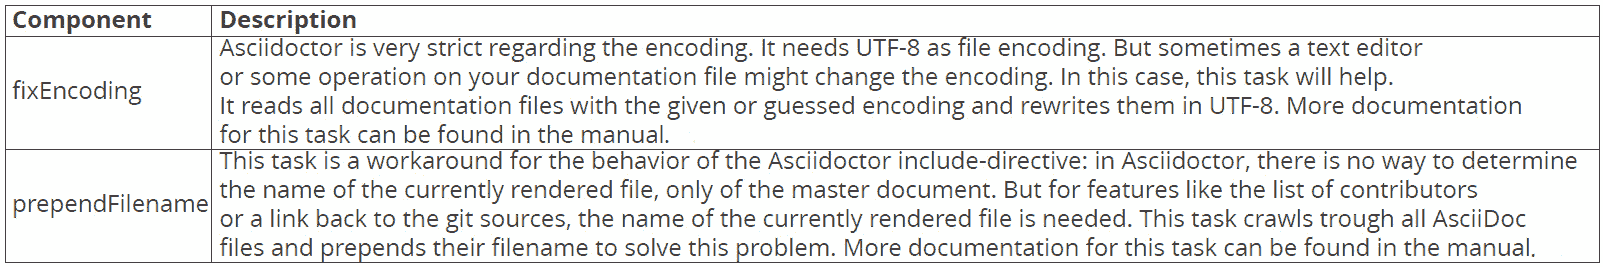 Component Description
fixEncoding
Asciidoctor is very strict regarding the encoding. It needs UTF-8 as file encoding. But sometimes a text editor
or some operation on your documentation file might change the encoding. In this case, this task will help.
It reads all documentation files with the given or guessed encoding and rewrites them in UTF-8. More documentation
for this task can be found in the manual.
prependFilename
This task is a workaround for the behavior of the Asciidoctor include-directive: in Asciidoctor, there is no way to determine
the name of the currently rendered file, only of the master document. But for features like the list of contributors
or a link back to the git sources, the name of the currently rendered file is needed. This task crawls trough all AsciiDoc
files and prepends their filename to solve this problem. More documentation for this task can be found in the manual.